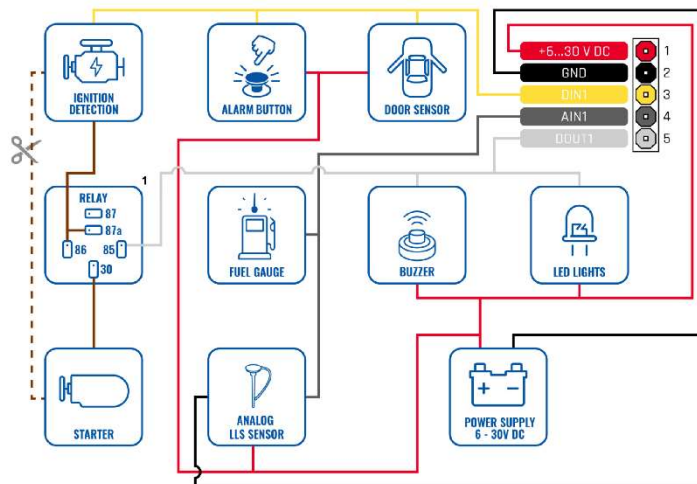 +6...30 V DC
1
GND
2
DIN1
3
AIN1
4
DOUT1
5
IGNITION
DETECTION
ALARM BUTTON
DOOR SENSOR
RELAY
1
87
87a
86
85
30
FUEL GAUGE
BUZZER
LED LIGHTS
STARTER
ANALOG
LLS SENSOR
+ −
POWER SUPPLY
6 - 30V DC